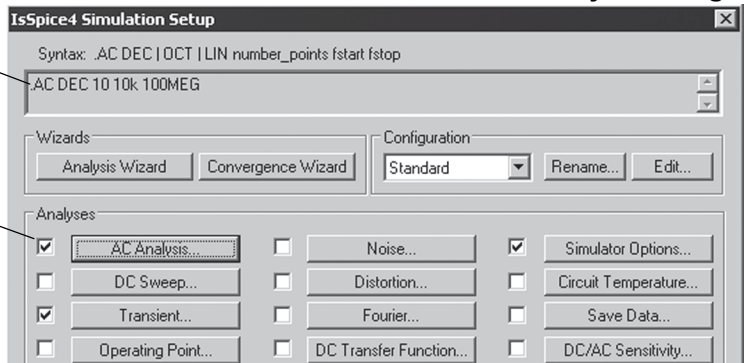 IsSpice4 Simulation Setup
Syntax: .AC DEC | OCT | LIN number_points fstart fstop
.AC DEC 10 10k 100MEG
Wizards
Analysis Wizard
Convergence Wizard
Configuration
Standard
Rename...
Edit...
Analyses
AC Analysis...
Noise...
Simulator Options...
DC Sweep...
Distortion...
Circuit Temperature...
Transient...
Fourier...
Save Data...
Operating Point...
DC Transfer Function...
DC/AC Sensitivity...